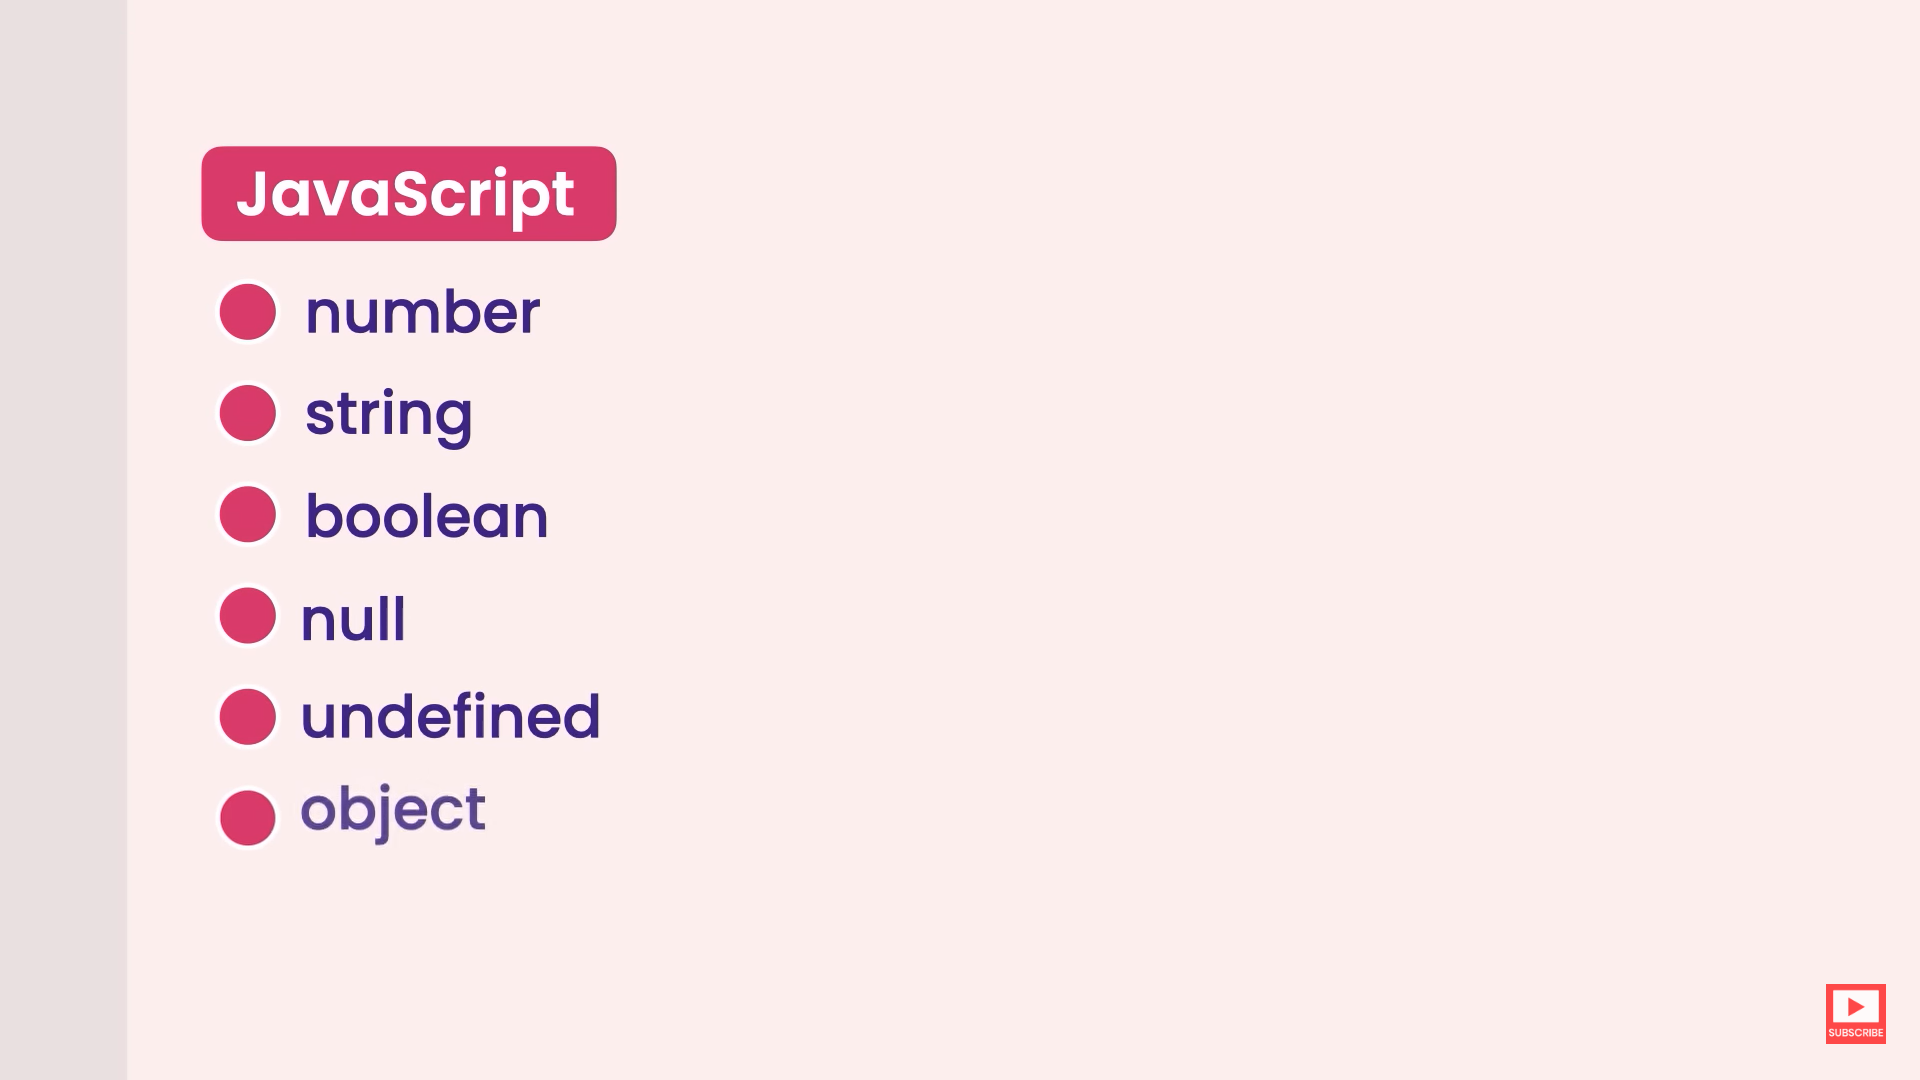 JavaScript
number
string
boolean
null
undefined
object
SUBSCRIBE